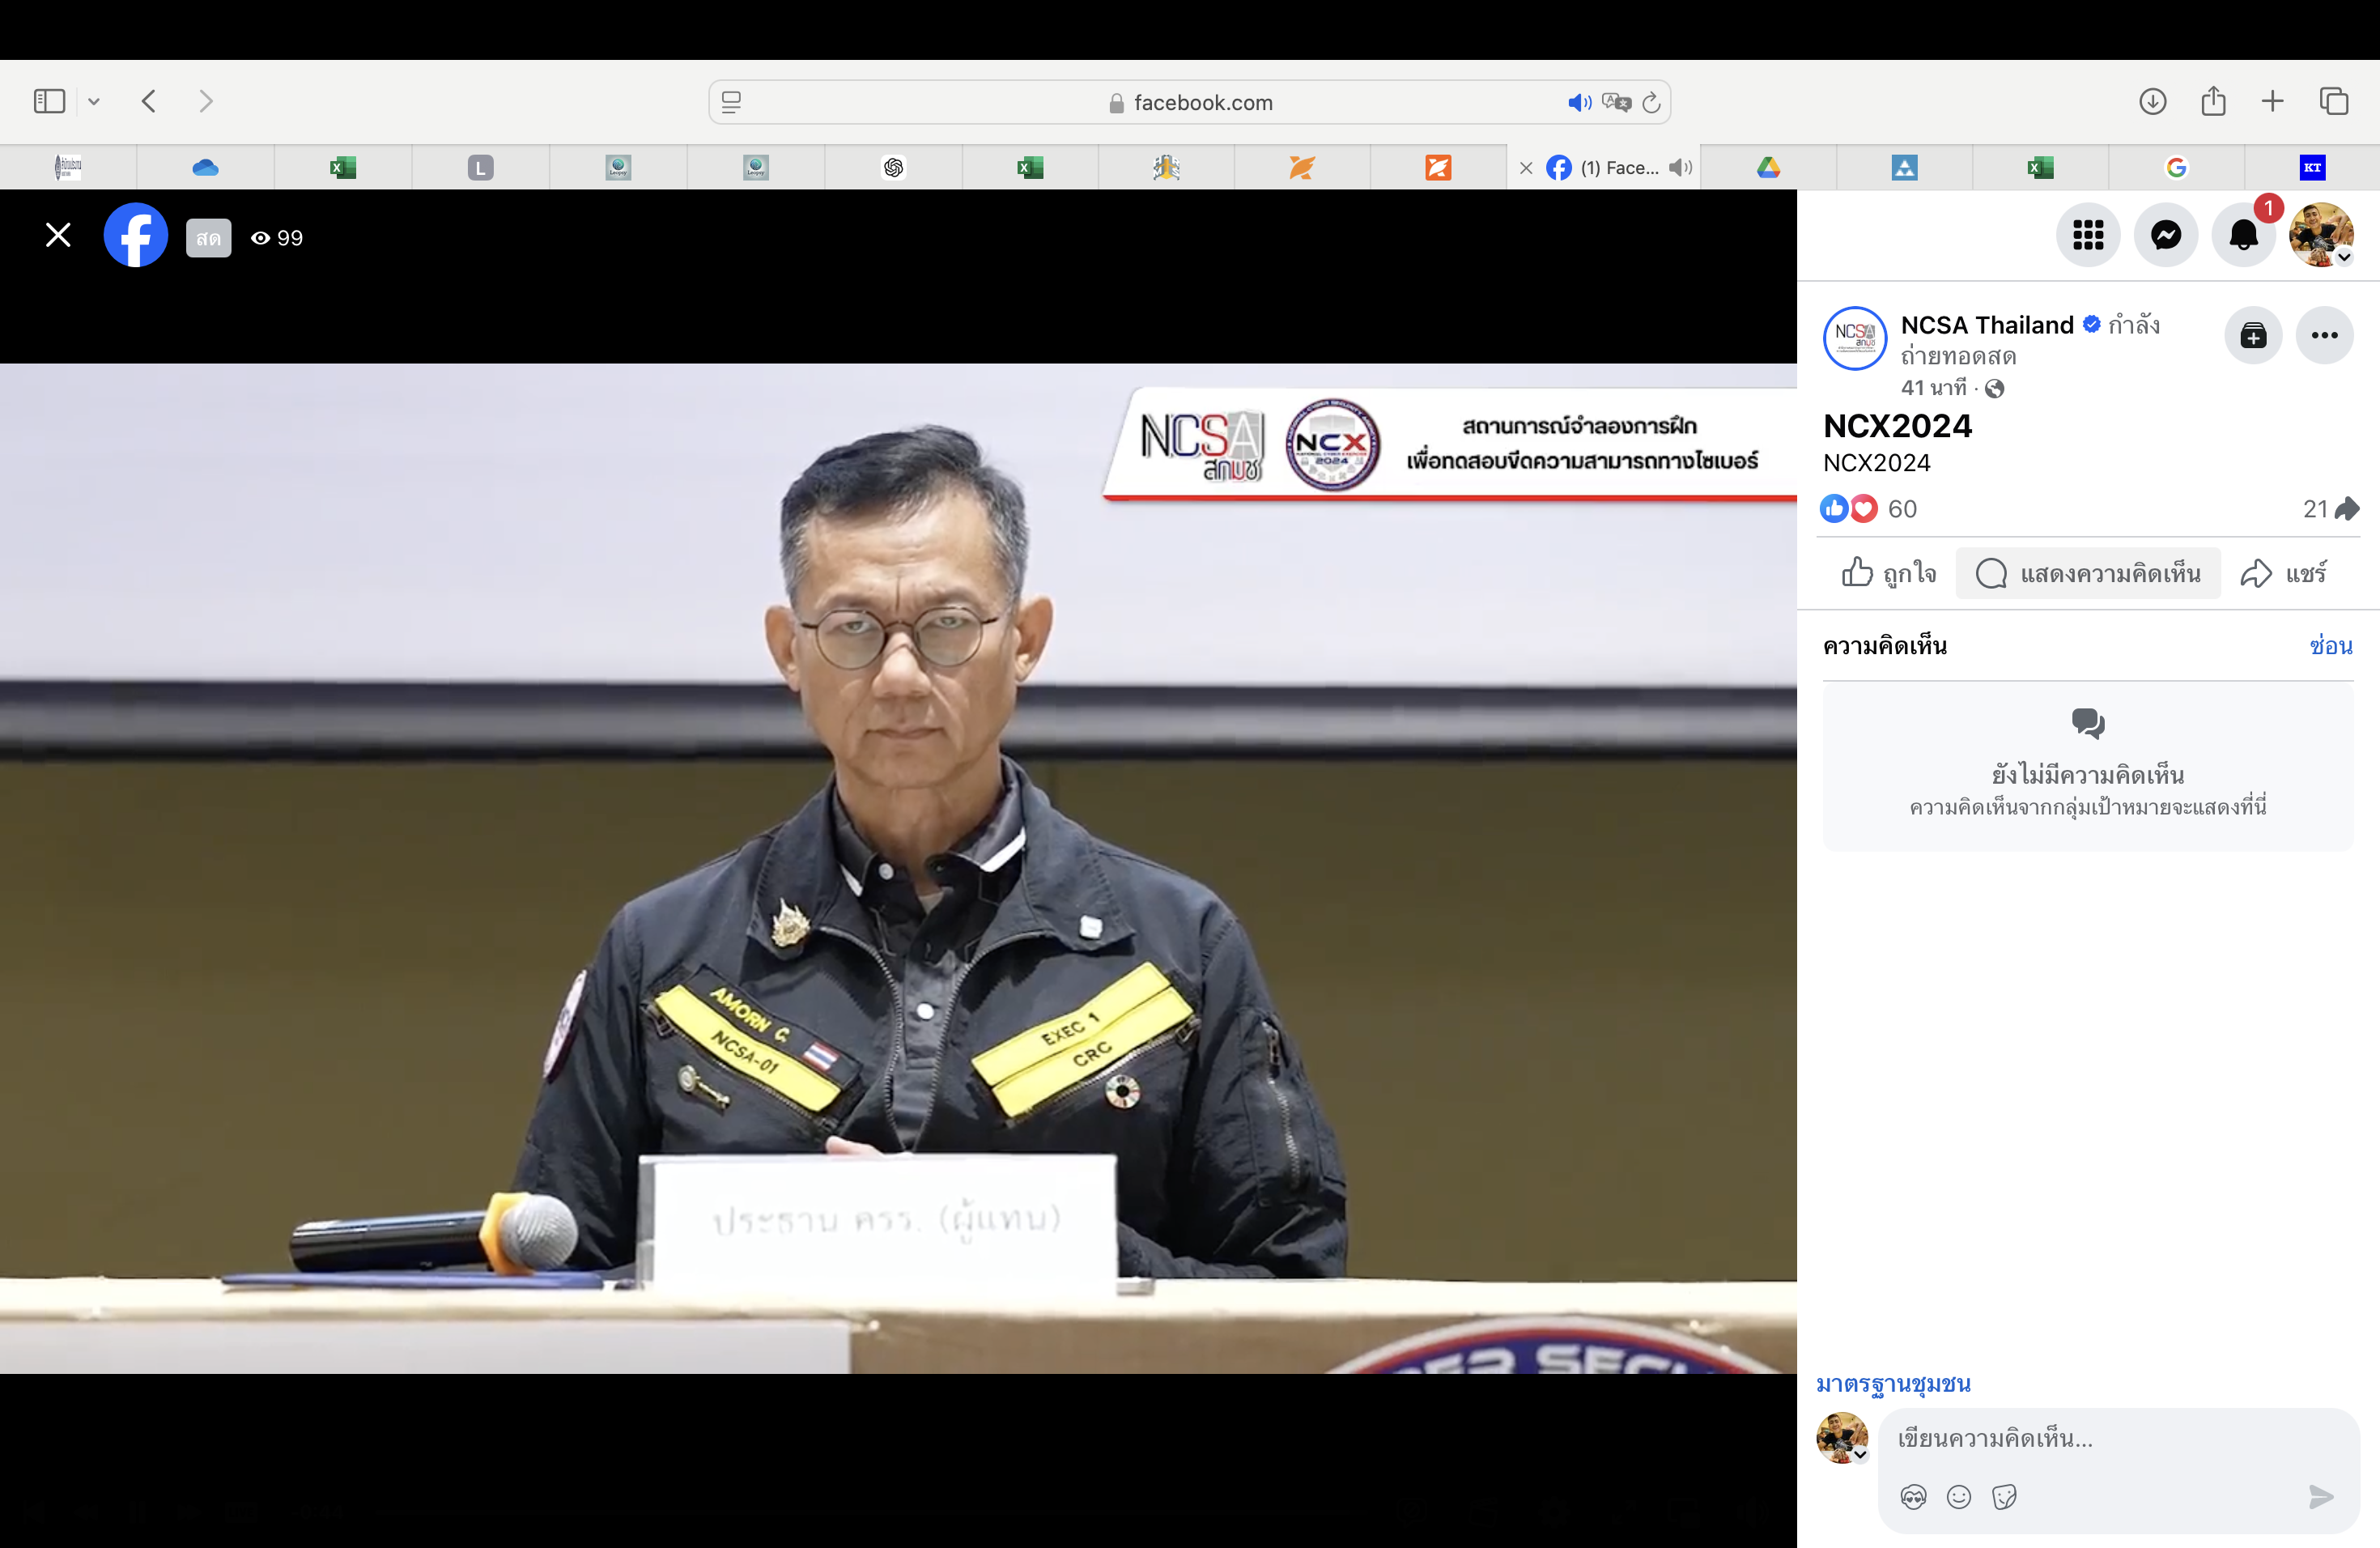 facebook.com
L
(1) Face...
KT
สด
99
1
NCSA
สกมช
NCX
2024
สถานการณ์จำลองการฝึก
เพื่อทดสอบขีดความสามารถทางไซเบอร์
AMORN C.
NCSA-01
EXEC 1
CRC
ประธาน ครร. (ผู้แทน)
NCSA Thailand กำลัง
ถ่ายทอดสด
41 นาที ·
NCX2024
NCX2024
60
21
ถูกใจ
แสดงความคิดเห็น
แชร์
ความคิดเห็น
ซ่อน
ยังไม่มีความคิดเห็น
ความคิดเห็นจากกลุ่มเป้าหมายจะแสดงที่นี่
มาตรฐานชุมชน
เขียนความคิดเห็น...